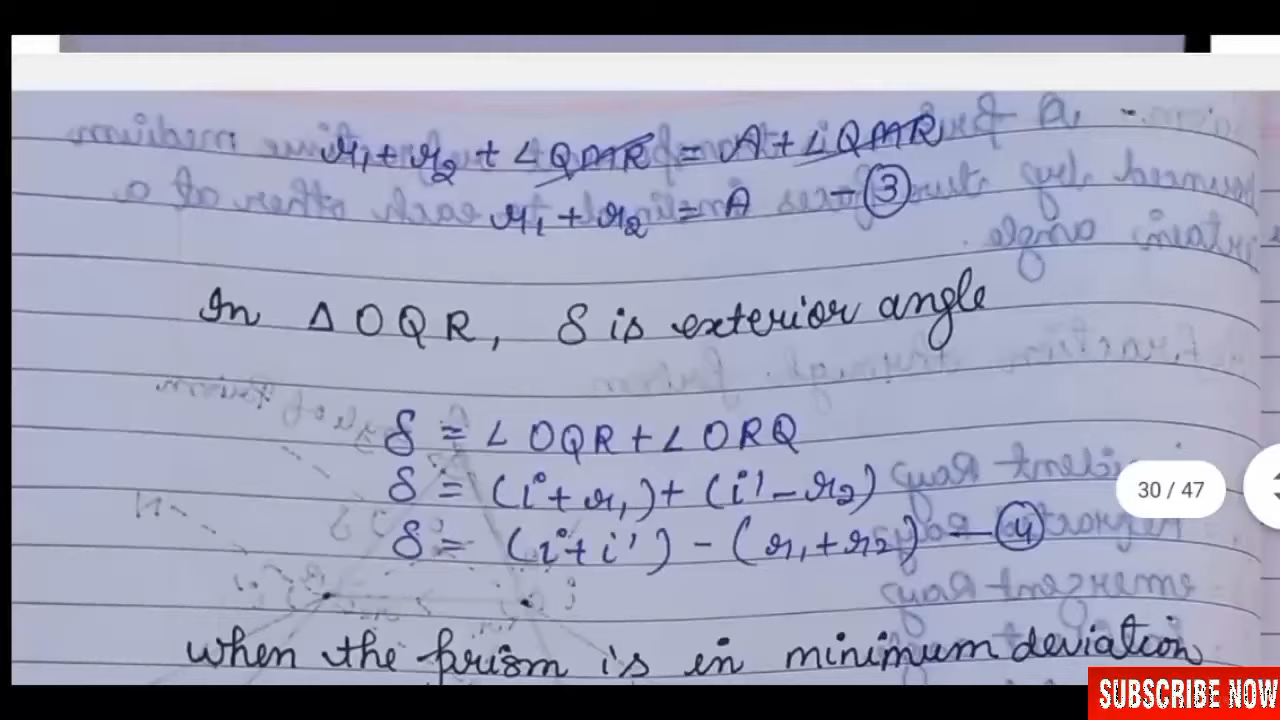 r₁ + r₂ + ∠QMR = A + ∠QMR
r₁ + r₂ = A — ③
In △OQR, δ is exterior angle
δ = ∠OQR + ∠ORQ
δ = (i + r₁) + (i' - r₂)
δ = (i + i') - (r₁ + r₂) — ④
30 / 47
when the prism is in minimum deviation
SUBSCRIBE NOW